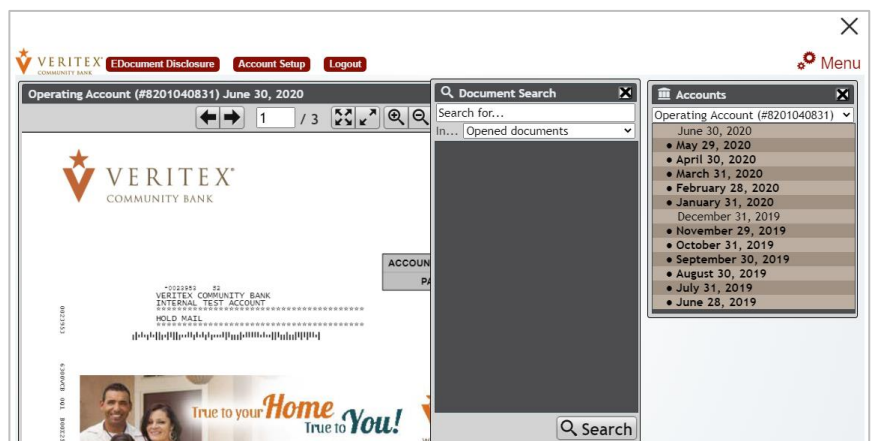 VERITEX
COMMUNITY BANK
EDocument Disclosure
Account Setup
Logout
Menu
Operating Account (#8201040831) June 30, 2020
1
/ 3
VERITEX
COMMUNITY BANK
ACCOUN
PA
-0023953 52
VERITEX COMMUNITY BANK
INTERNAL TEST ACCOUNT
****************************************
HOLD MAIL
****************************************
0023953
True to your Home
True to You!
Document Search
Search for...
In... Opened documents
Search
Accounts
Operating Account (#8201040831)
June 30, 2020
• May 29, 2020
• April 30, 2020
• March 31, 2020
• February 28, 2020
• January 31, 2020
December 31, 2019
• November 29, 2019
• October 31, 2019
• September 30, 2019
• August 30, 2019
• July 31, 2019
• June 28, 2019